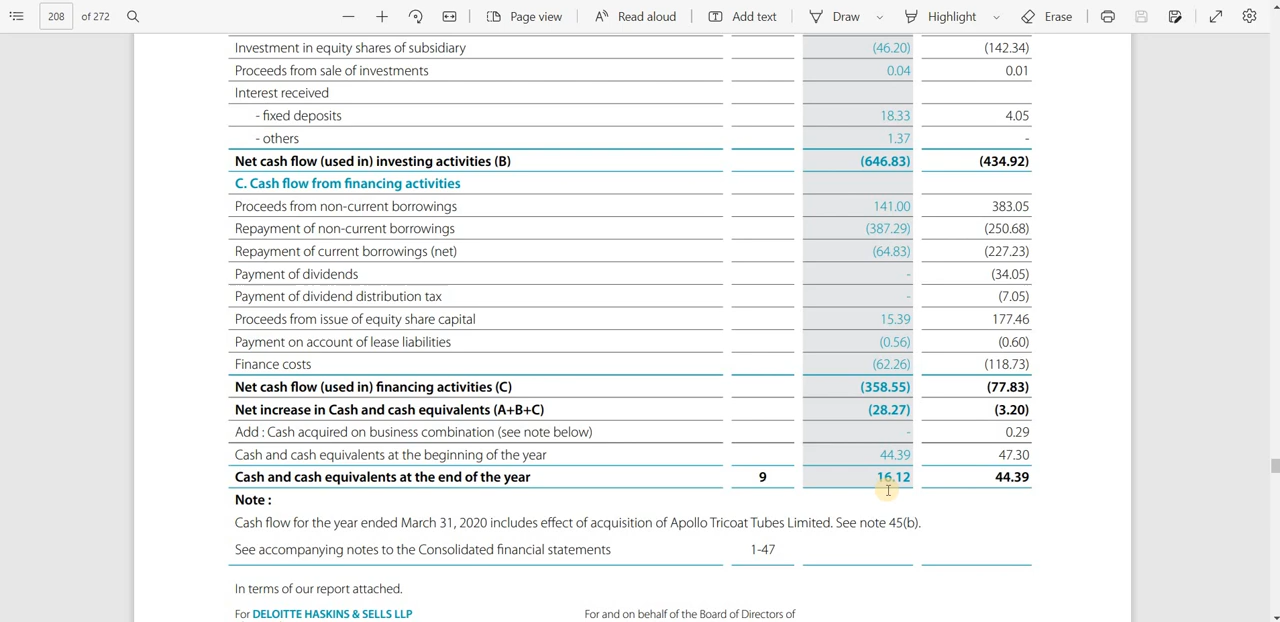 208 of 272 Page view Read aloud Add text Draw Highlight Erase
Investment in equity shares of subsidiary (46.20) (142.34)
Proceeds from sale of investments 0.04 0.01
Interest received
- fixed deposits 18.33 4.05
- others 1.37 -
Net cash flow (used in) investing activities (B) (646.83) (434.92)
C. Cash flow from financing activities
Proceeds from non-current borrowings 141.00 383.05
Repayment of non-current borrowings (387.29) (250.68)
Repayment of current borrowings (net) (64.83) (227.23)
Payment of dividends - (34.05)
Payment of dividend distribution tax - (7.05)
Proceeds from issue of equity share capital 15.39 177.46
Payment on account of lease liabilities (0.56) (0.60)
Finance costs (62.26) (118.73)
Net cash flow (used in) financing activities (C) (358.55) (77.83)
Net increase in Cash and cash equivalents (A+B+C) (28.27) (3.20)
Add : Cash acquired on business combination (see note below) - 0.29
Cash and cash equivalents at the beginning of the year 44.39 47.30
Cash and cash equivalents at the end of the year 9 16.12 44.39
Note :
Cash flow for the year ended March 31, 2020 includes effect of acquisition of Apollo Tricoat Tubes Limited. See note 45(b).
See accompanying notes to the Consolidated financial statements 1-47
In terms of our report attached.
For DELOITTE HASKINS & SELLS LLP For and on behalf of the Board of Directors of